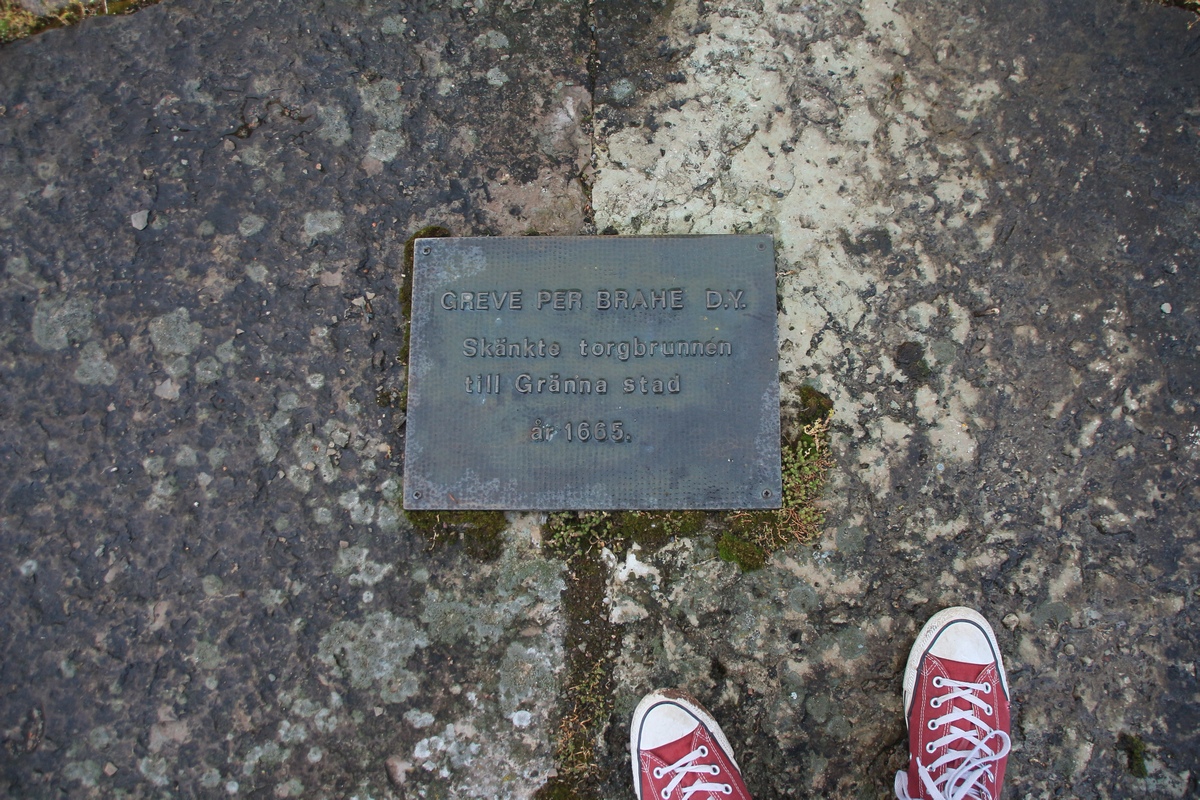 GREVE PER BRAHE D.Y.
Skänkte torgbrunnen
till Gränna stad
år 1665.